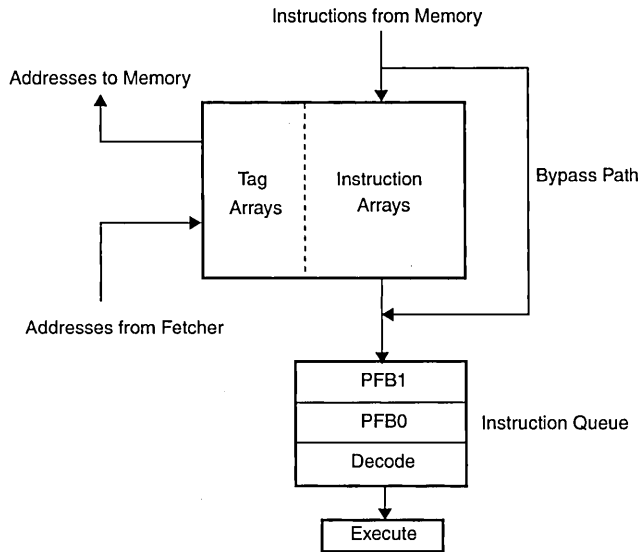 Instructions from Memory
Addresses to Memory
Tag
Arrays
Instruction
Arrays
Bypass Path
Addresses from Fetcher
PFB1
PFB0
Instruction Queue
Decode
Execute